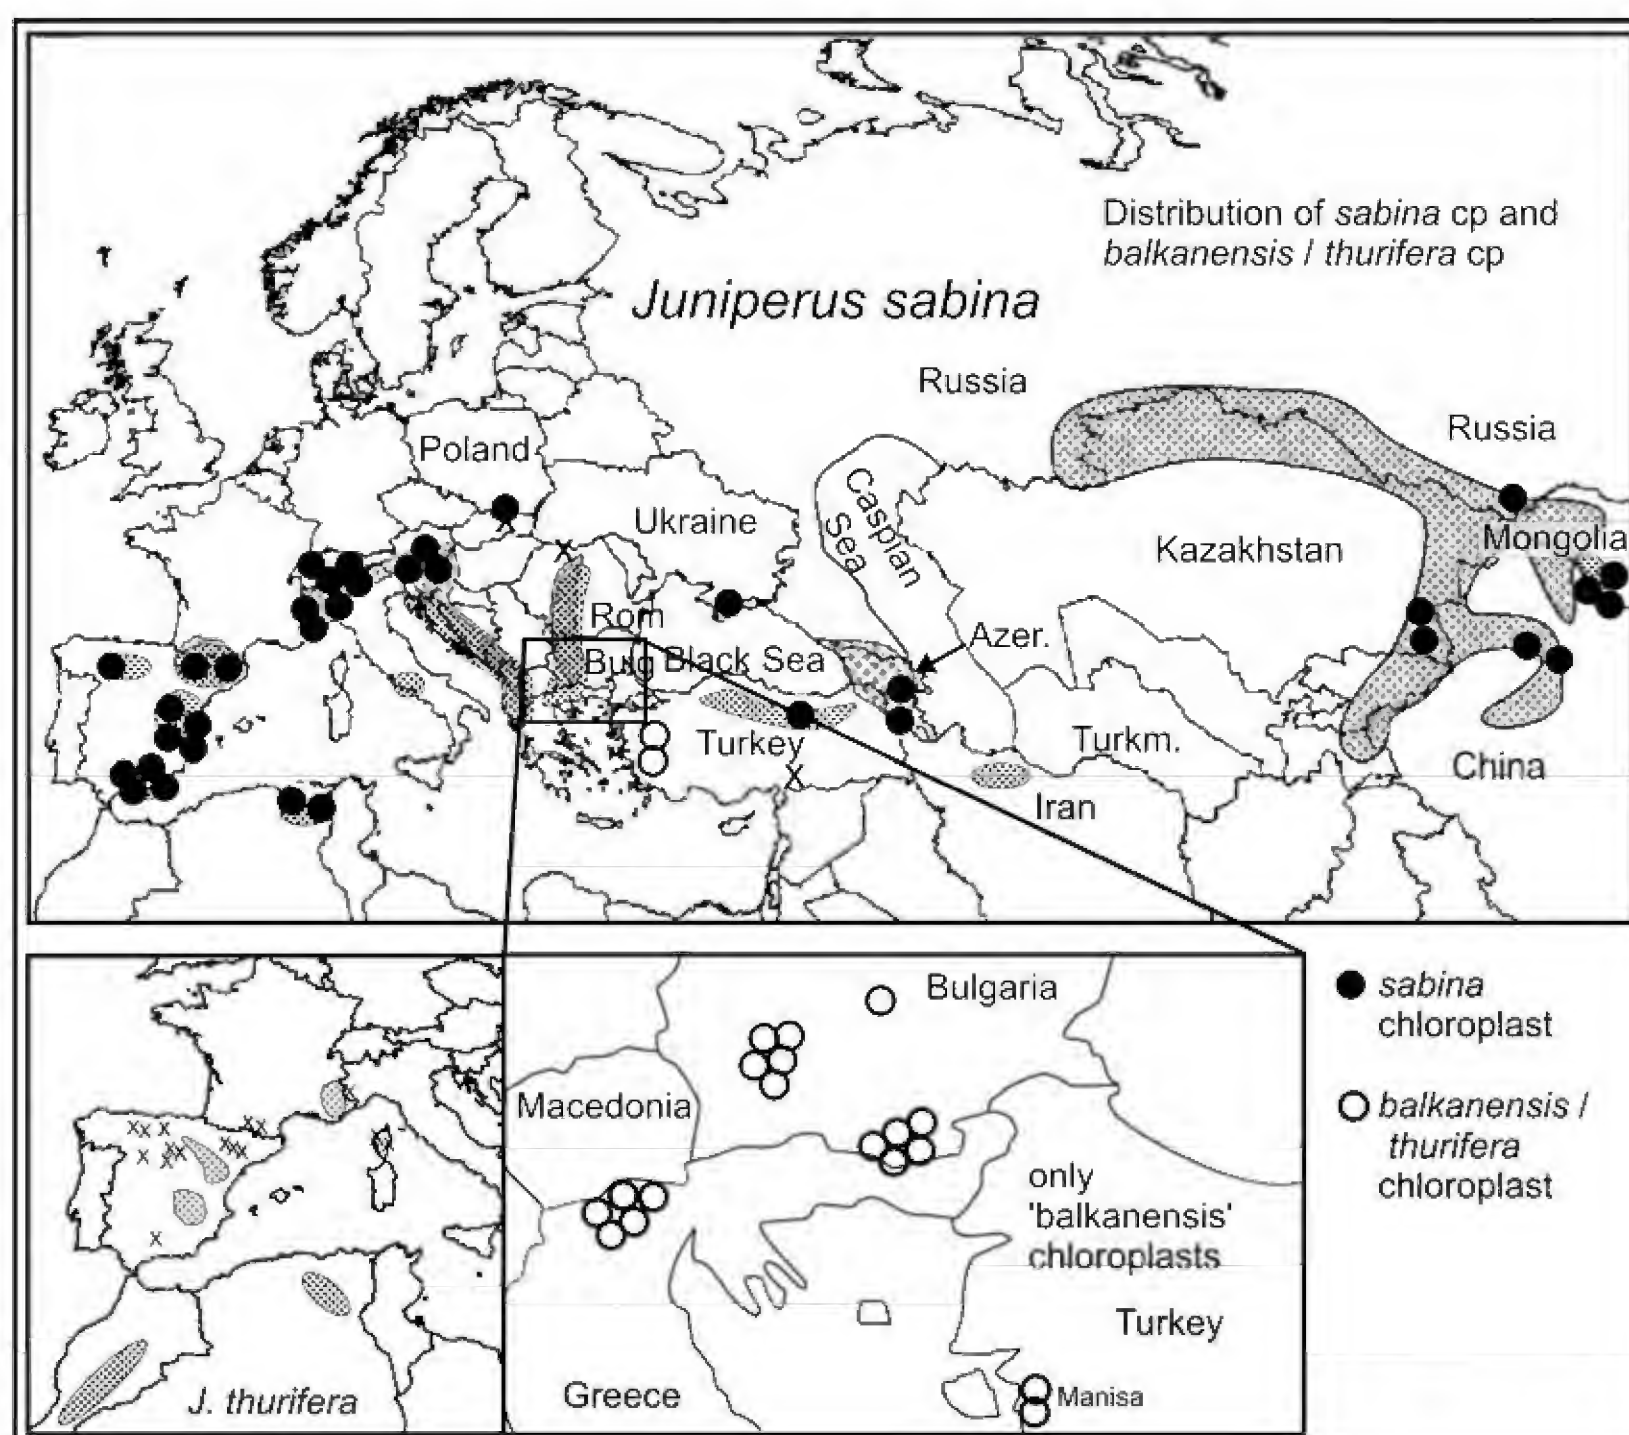 Distribution of sabina cp and
balkanensis / thurifera cp
Juniperus sabina
Russia
Russia
Poland
Ukraine
Caspian
Sea
Kazakhstan
Mongolia
Rom
Bulg
Black Sea
Azer.
Turkey
Turkm.
China
Iran
X
X
Bulgaria
Macedonia
only
'balkanensis'
chloroplasts
Turkey
Greece
Manisa
J. thurifera
x x x x x x x x x x x x x x x
sabina
chloroplast
balkanensis /
thurifera
chloroplast